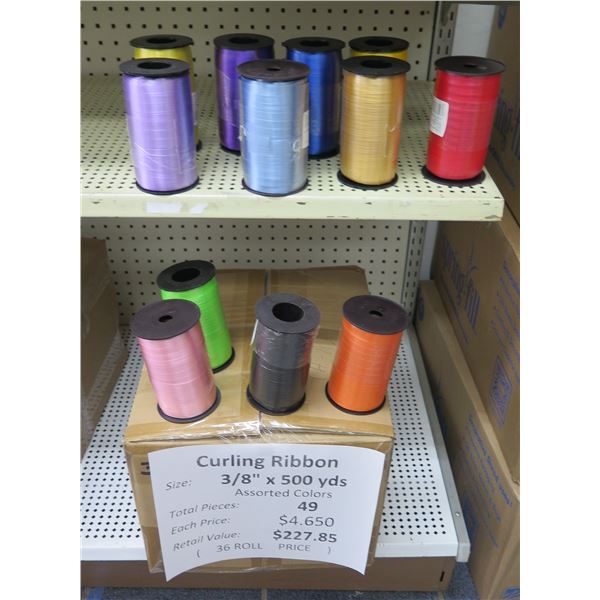 Curling Ribbon
Size: 3/8" x 500 yds
Assorted Colors
Total Pieces: 49
Each Price: $4.650
Retail Value: $227.85
( 36 ROLL PRICE )